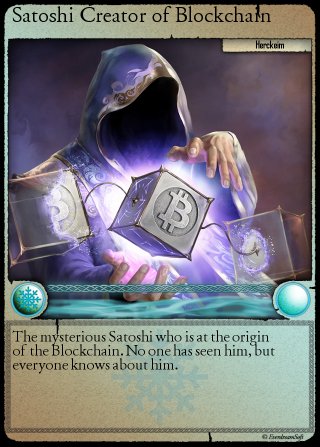 Satoshi Creator of Blockchain
Herckeim
The mysterious Satoshi who is at the origin
of the Blockchain. No one has seen him, but
everyone knows about him.
© EverdreamSoft